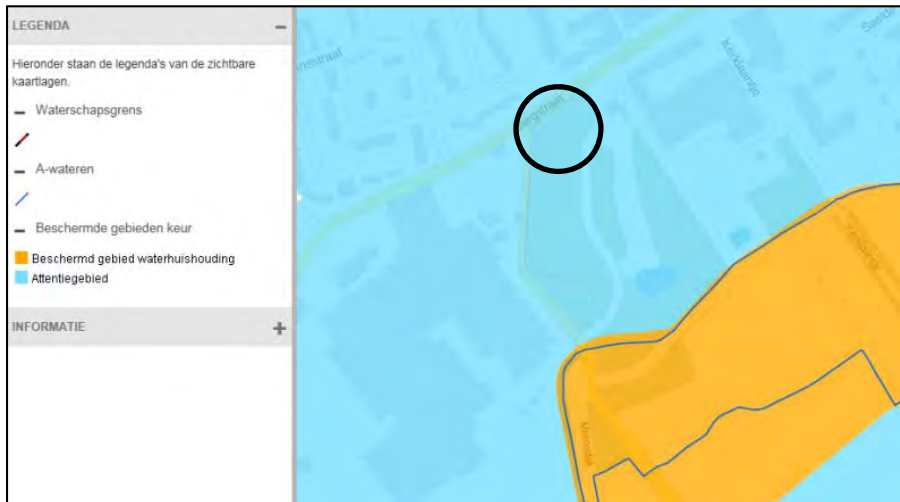 LEGENDA
Hieronder staan de legenda's van de zichtbare
kaartlagen.
Waterschapsgrens
A-wateren
Beschermde gebieden keur
Beschermd gebied waterhuishouding
Attentiegebied
INFORMATIE